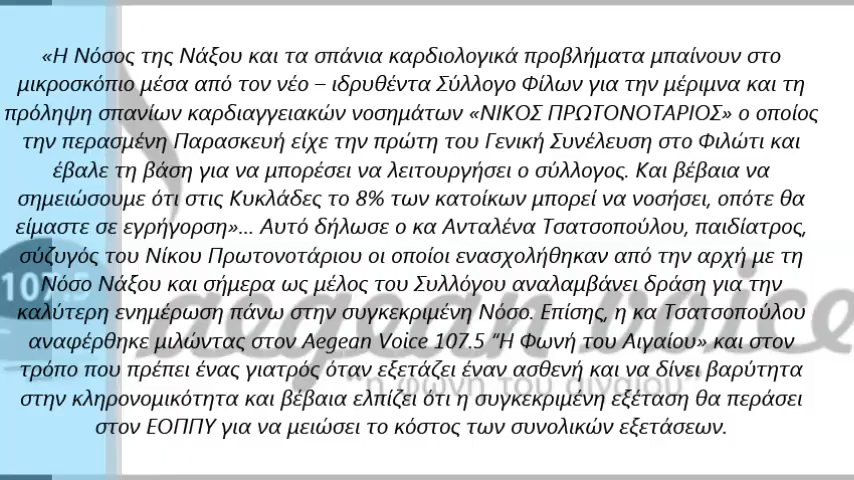 «Η Νόσος της Νάξου και τα σπάνια καρδιολογικά προβλήματα μπαίνουν στο
μικροσκόπιο μέσα από τον νέο – ιδρυθέντα Σύλλογο Φίλων για την μέριμνα και τη
πρόληψη σπανίων καρδιαγγειακών νοσημάτων «ΝΙΚΟΣ ΠΡΩΤΟΝΟΤΑΡΙΟΣ» ο οποίος
την περασμένη Παρασκευή είχε την πρώτη του Γενική Συνέλευση στο Φιλώτι και
έβαλε τη βάση για να μπορέσει να λειτουργήσει ο σύλλογος. Και βέβαια να
σημειώσουμε ότι στις Κυκλάδες το 8% των κατοίκων μπορεί να νοσήσει, οπότε θα
είμαστε σε εγρήγορση»... Αυτό δήλωσε ο κα Ανταλένα Τσατσοπούλου, παιδίατρος,
σύζυγός του Νίκου Πρωτονοτάριου οι οποίοι ενασχολήθηκαν από την αρχή με τη
Νόσο Νάξου και σήμερα ως μέλος του Συλλόγου αναλαμβάνει δράση για την
καλύτερη ενημέρωση πάνω στην συγκεκριμένη Νόσο. Επίσης, η κα Τσατσοπούλου
αναφέρθηκε μιλώντας στον Aegean Voice 107.5 “Η Φωνή του Αιγαίου» και στον
τρόπο που πρέπει ένας γιατρός όταν εξετάζει έναν ασθενή και να δίνει βαρύτητα
στην κληρονομικότητα και βέβαια ελπίζει ότι η συγκεκριμένη εξέταση θα περάσει
στον ΕΟΠΠΥ για να μειώσει το κόστος των συνολικών εξετάσεων.
107.5
aegean voice
"η φωνή του αιγαίου"